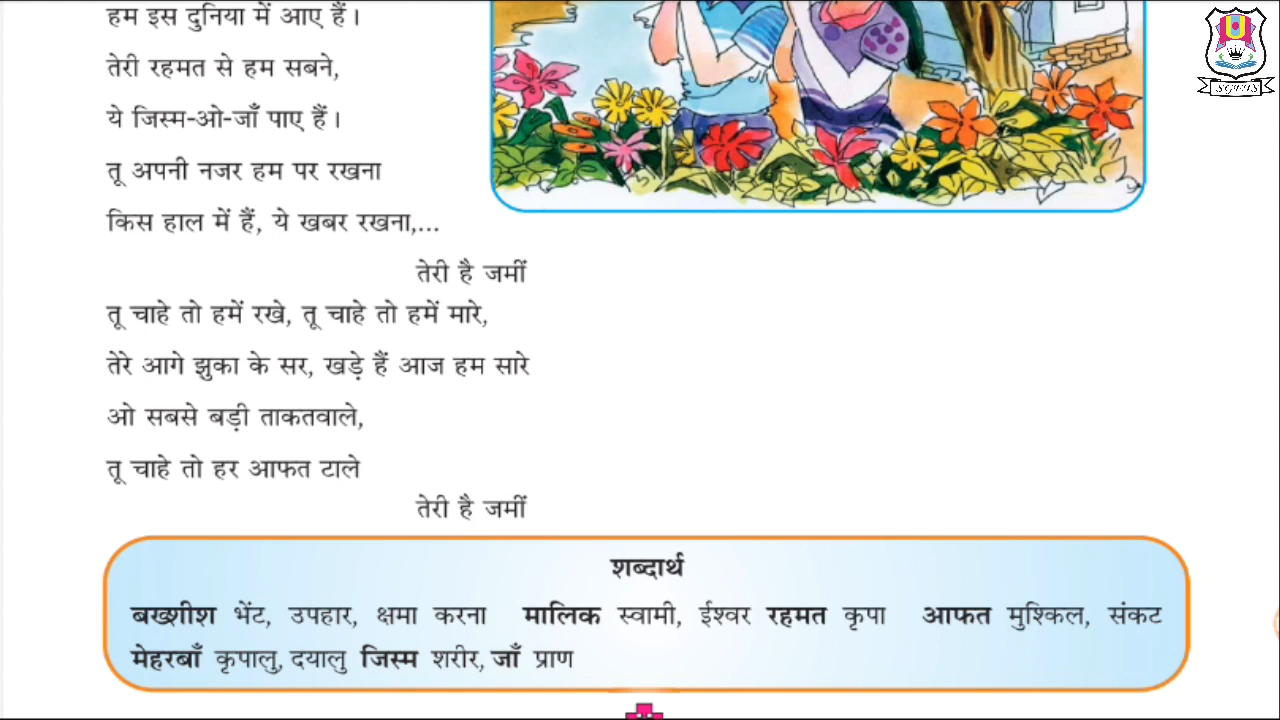 हम इस दुनिया में आए हैं।
तेरी रहमत से हम सबने,
ये जिस्म-ओ-जाँ पाए हैं।
तू अपनी नजर हम पर रखना
किस हाल में हैं, ये खबर रखना,...
तेरी है जमीं
तू चाहे तो हमें रखे, तू चाहे तो हमें मारे,
तेरे आगे झुका के सर, खड़े हैं आज हम सारे
ओ सबसे बड़ी ताकतवाले,
तू चाहे तो हर आफत टाले
तेरी है जमीं
शब्दार्थ
बख्शीश भेंट, उपहार, क्षमा करना मालिक स्वामी, ईश्वर रहमत कृपा आफत मुश्किल, संकट
मेहरबाँ कृपालु, दयालु जिस्म शरीर, जाँ प्राण